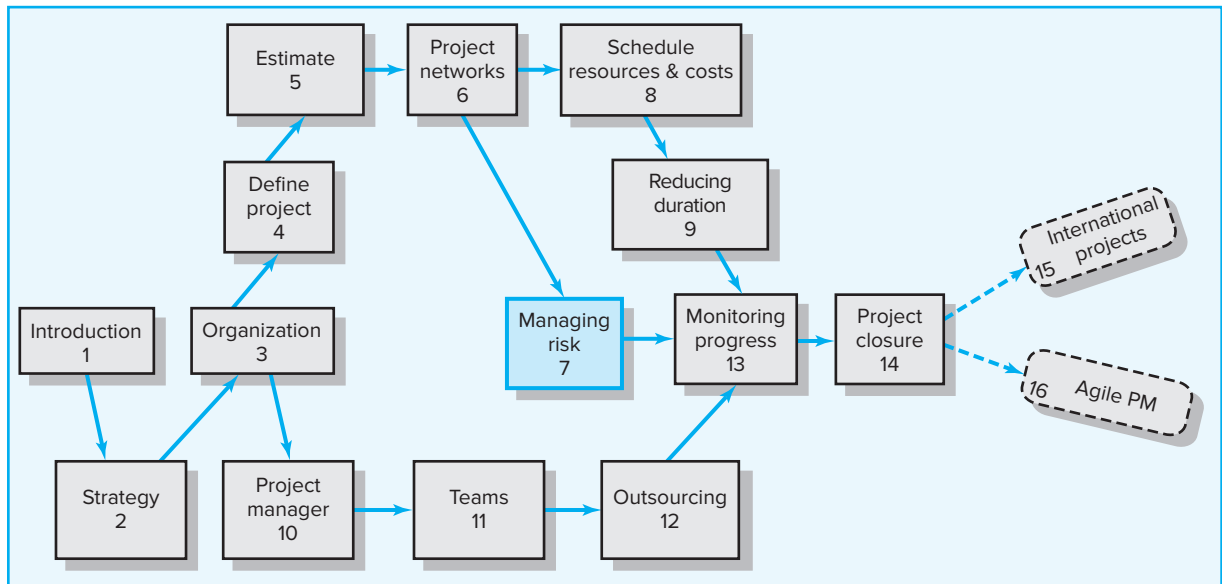 Estimate
5
Project
networks
6
Schedule
resources & costs
8
Define
project
4
Reducing
duration
9
International
projects
15
Introduction
1
Organization
3
Managing
risk
7
Monitoring
progress
13
Project
closure
14
16
Agile PM
Strategy
2
Project
manager
10
Teams
11
Outsourcing
12